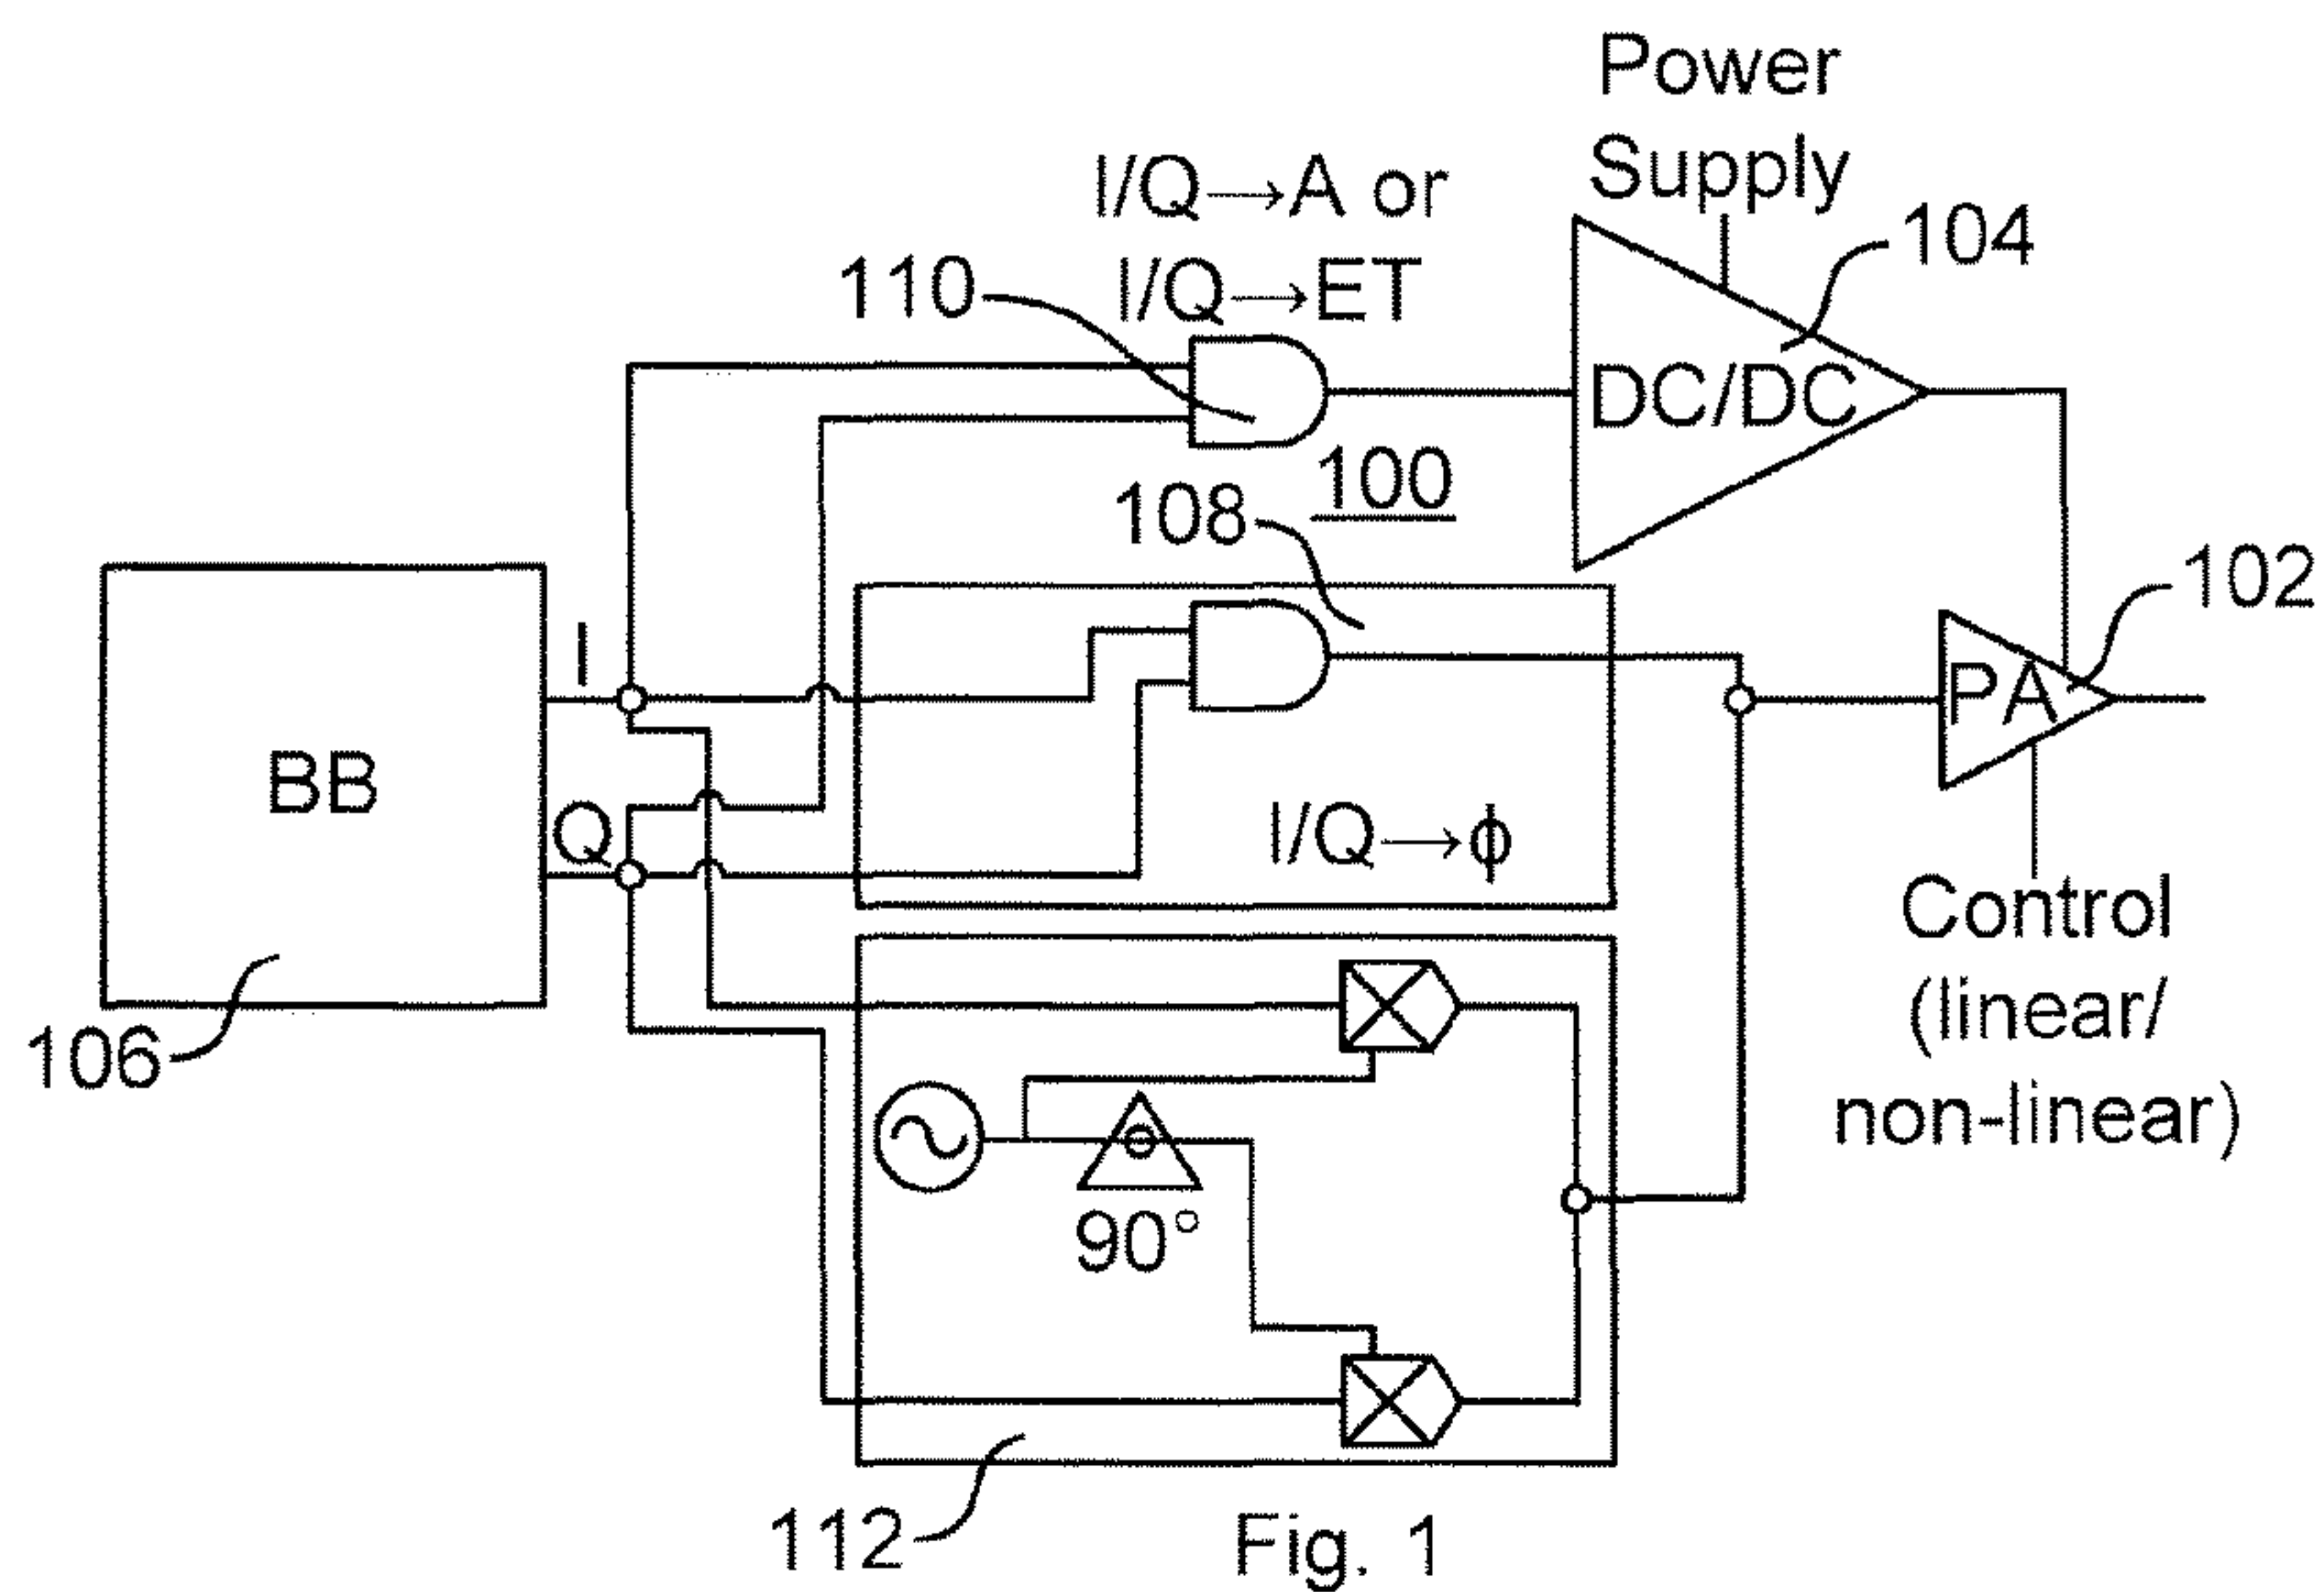 Power
Supply
I/Q→A or
I/Q→ET
110
104
DC/DC
100
108
102
I
PA
BB
Q
I/Q→ϕ
Control
(linear/
non-linear)
106
90°
112
Fig. 1